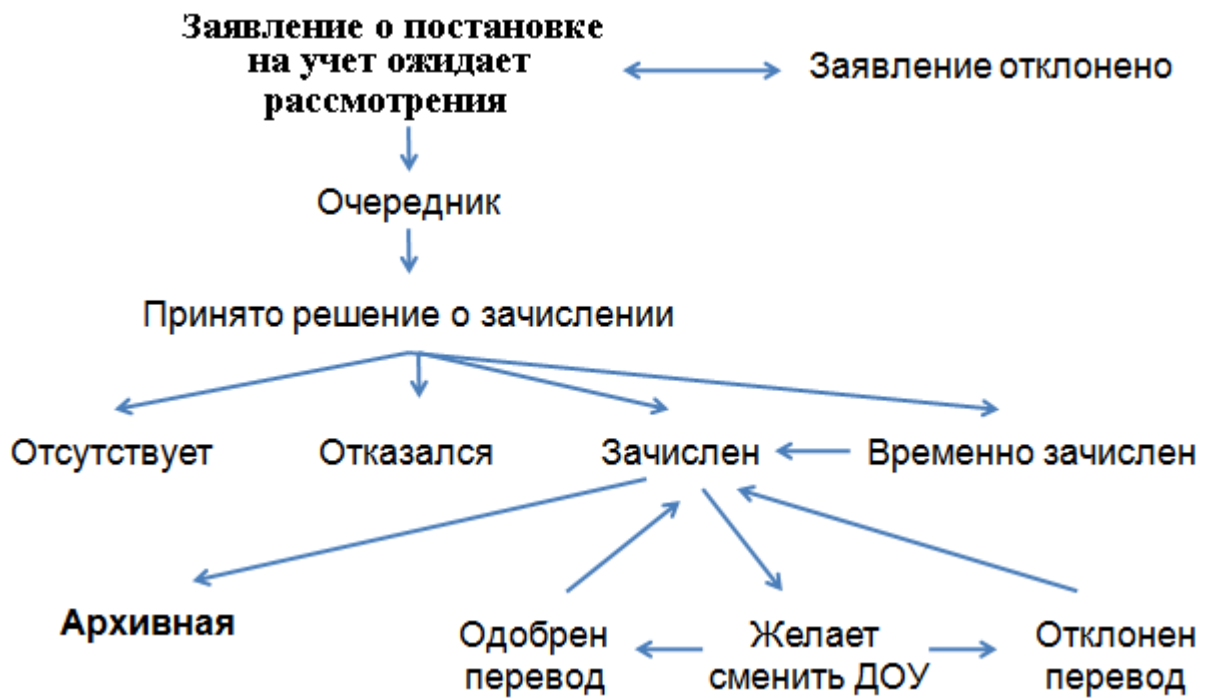 Заявление о постановке
на учет ожидает
рассмотрения
Заявление отклонено
Очередник
Принято решение о зачислении
Отсутствует
Отказался
Зачислен
Временно зачислен
Архивная
Одобрен
перевод
Желает
сменить ДОУ
Отклонен
перевод